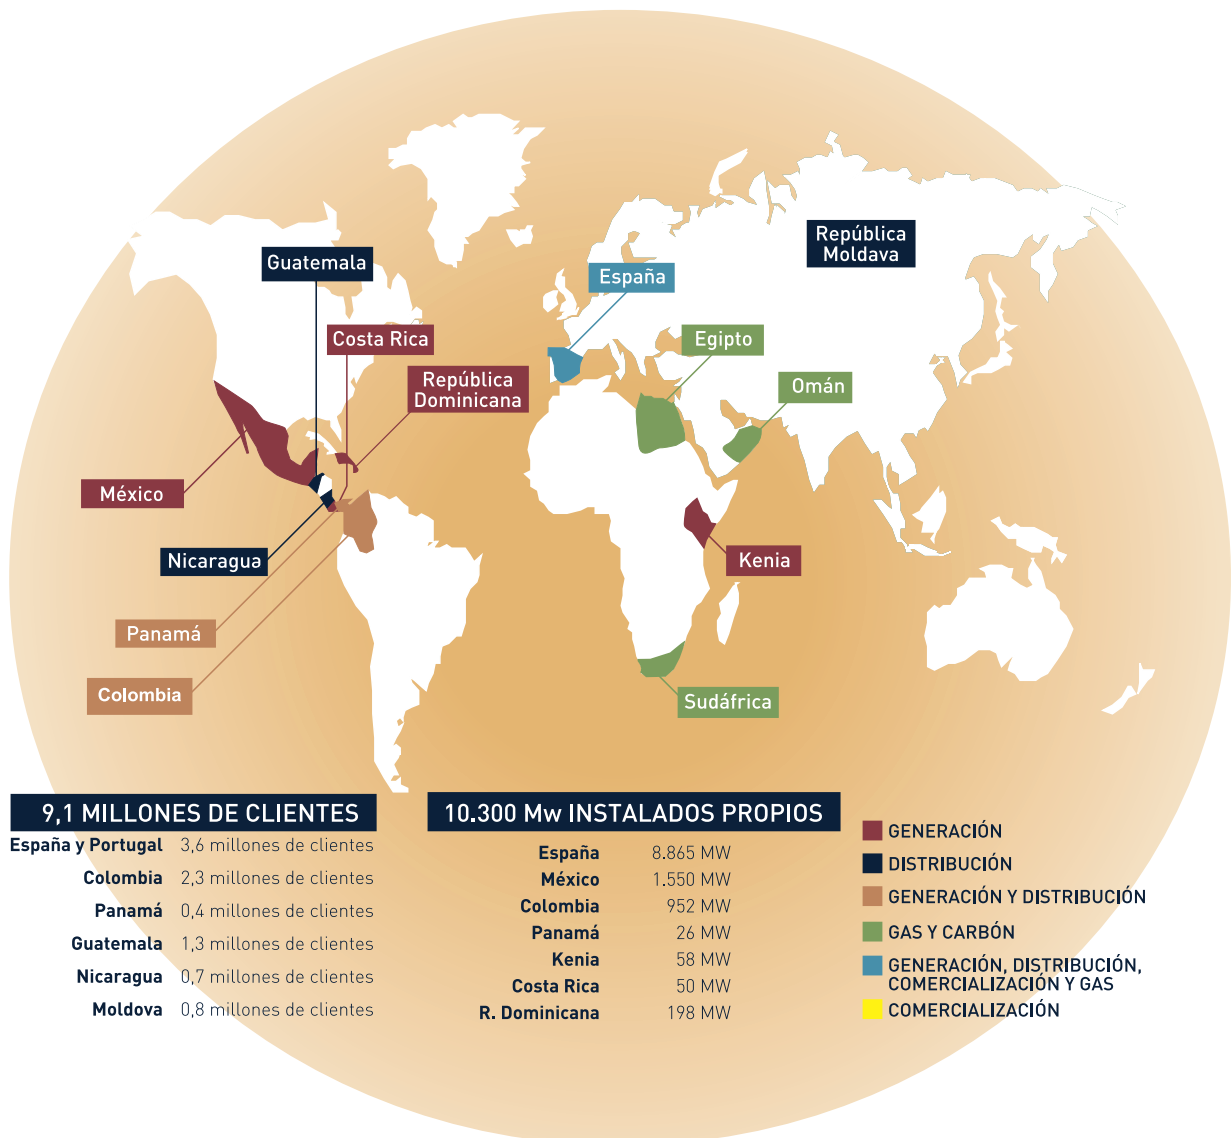 República
Moldava
Guatemala
España
Costa Rica
Egipto
República
Dominicana
Omán
México
Nicaragua
Kenia
Panamá
Colombia
Sudáfrica
9,1 MILLONES DE CLIENTES
España y Portugal 3,6 millones de clientes
Colombia 2,3 millones de clientes
Panamá 0,4 millones de clientes
Guatemala 1,3 millones de clientes
Nicaragua 0,7 millones de clientes
Moldova 0,8 millones de clientes
10.300 Mw INSTALADOS PROPIOS
España 8.865 MW
México 1.550 MW
Colombia 952 MW
Panamá 26 MW
Kenia 58 MW
Costa Rica 50 MW
R. Dominicana 198 MW
GENERACIÓN
DISTRIBUCIÓN
GENERACIÓN Y DISTRIBUCIÓN
GAS Y CARBÓN
GENERACIÓN, DISTRIBUCIÓN,
COMERCIALIZACIÓN Y GAS
COMERCIALIZACIÓN